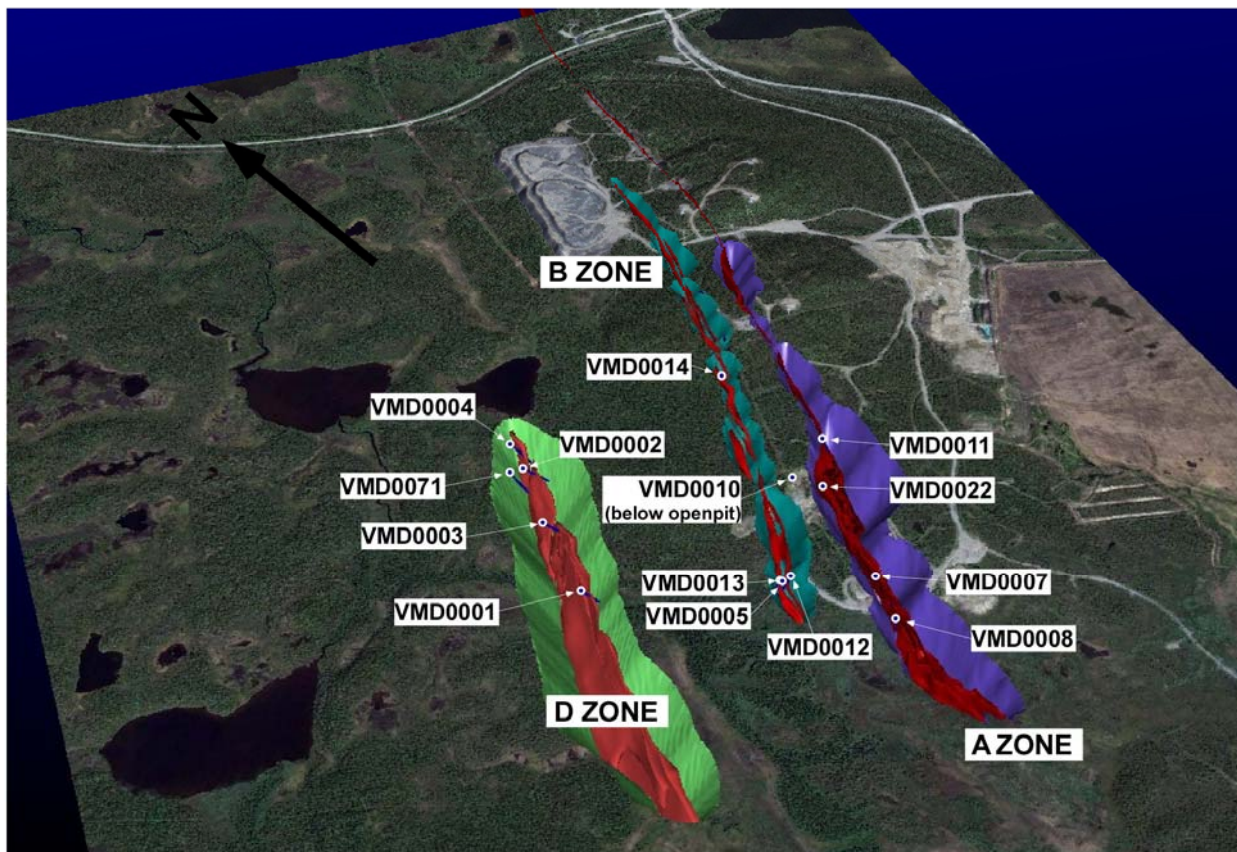 N
B ZONE
VMD0014
VMD0004
VMD0002
VMD0011
VMD0071
VMD0010
(below openpit)
VMD0022
VMD0003
VMD0013
VMD0007
VMD0001
VMD0005
VMD0012
VMD0008
D ZONE
A ZONE